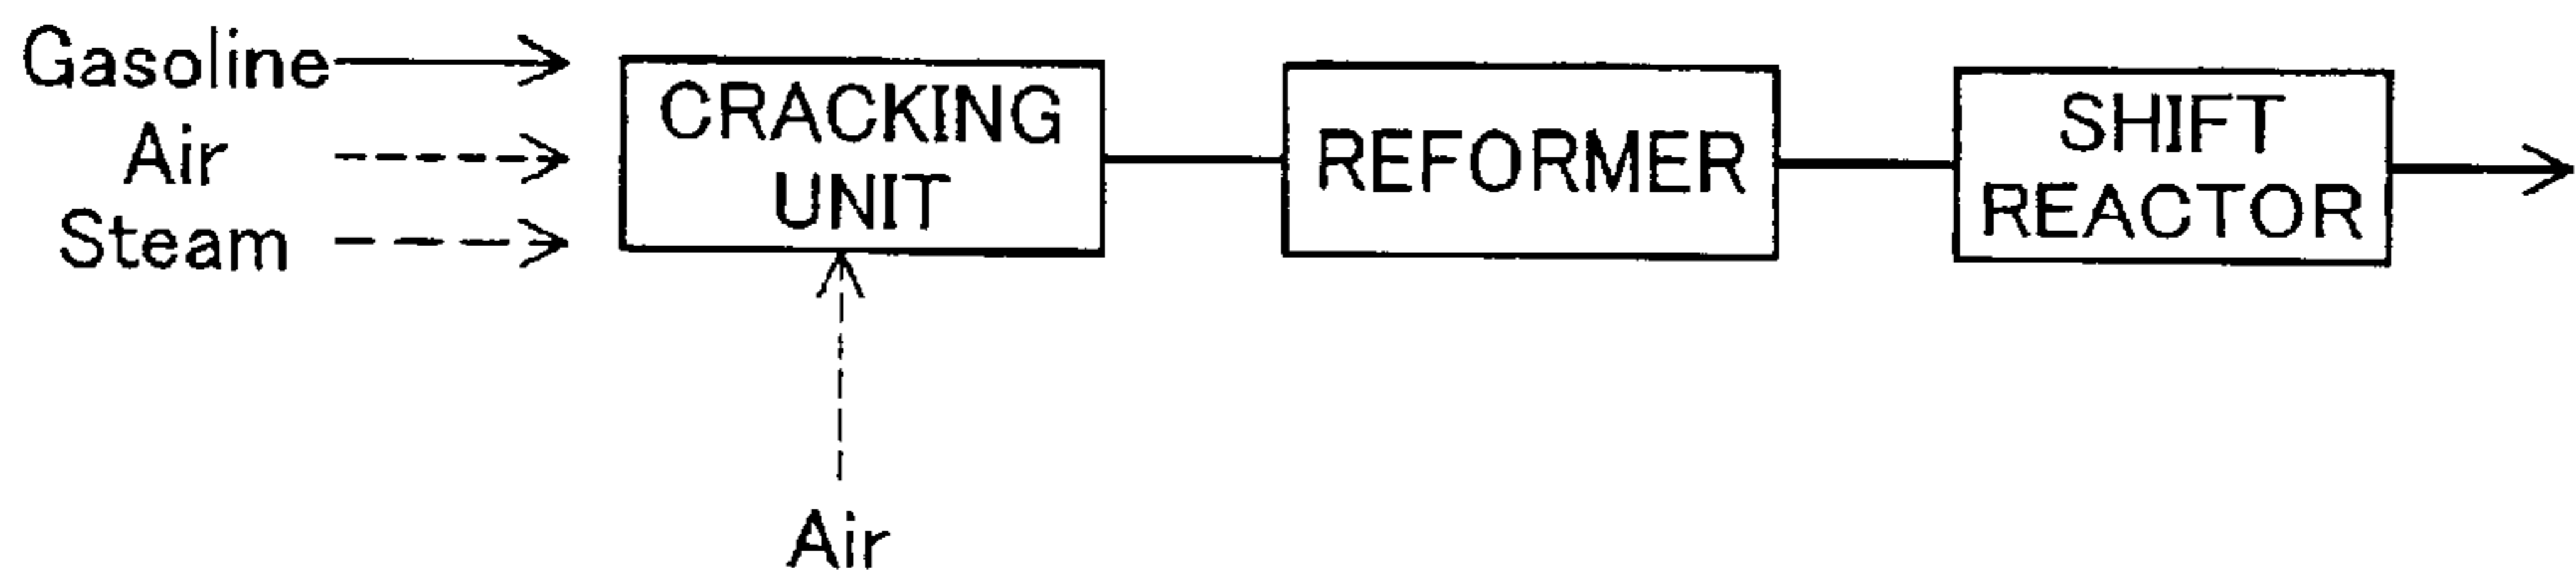 Gasoline
Air
Steam
CRACKING
UNIT
REFORMER
SHIFT
REACTOR
Air